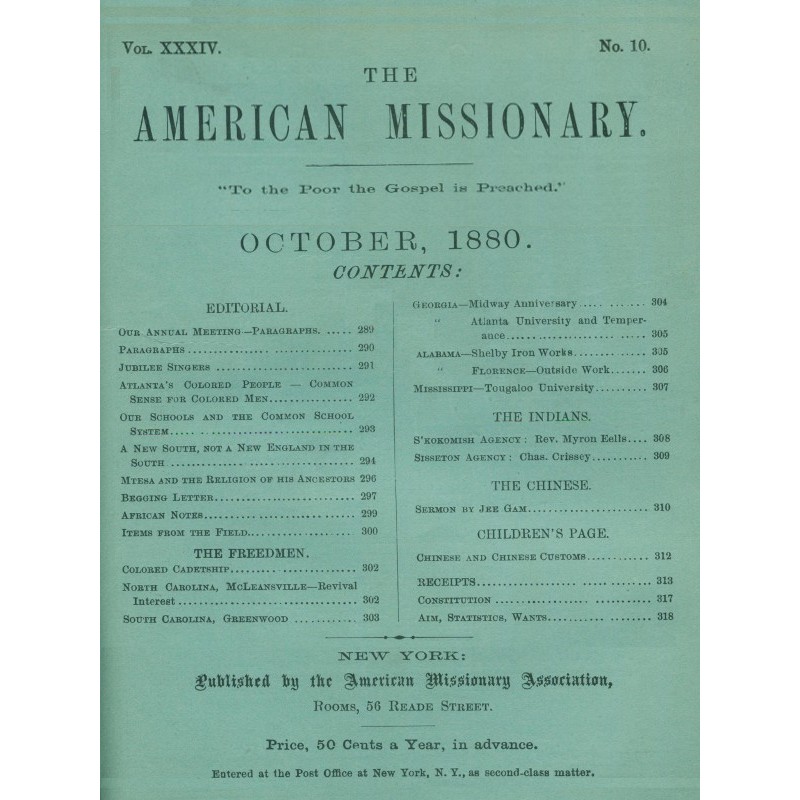 Vol. XXXIV. No. 10.
THE
AMERICAN MISSIONARY.
"To the Poor the Gospel is Preached."
OCTOBER, 1880.
CONTENTS:
EDITORIAL.
Our Annual Meeting—Paragraphs. ..... 289
Paragraphs .................................. 290
Jubilee Singers ............................ 291
Atlanta's Colored People — Common
Sense for Colored Men................ 292
Our Schools and the Common School
System..................................... 293
A New South, not a New England in the
South ...................................... 294
Mtesa and the Religion of his Ancestors 296
Begging Letter............................. 297
African Notes............................... 299
Items from the Field...................... 300
THE FREEDMEN.
Colored Cadetship......................... 302
North Carolina, McLeansville—Revival
Interest.................................... 302
South Carolina, Greenwood ............ 303
Georgia—Midway Anniversary .... ....... 304
" Atlanta University and Temper-
ance........................... 305
Alabama—Shelby Iron Works............. 305
" Florence—Outside Work...... 306
Mississippi—Tougaloo University......... 307
THE INDIANS.
S'kokomish Agency: Rev. Myron Eells.... 308
Sisseton Agency: Chas. Crissey........... 309
THE CHINESE.
Sermon by Jee Gam........................... 310
CHILDREN'S PAGE.
Chinese and Chinese Customs............ 312
RECEIPTS........................ ........... 313
Constitution .................... ........... 317
Aim, Statistics, Wants........... ......... 318
NEW YORK:
Published by the American Missionary Association,
Rooms, 56 Reade Street.
Price, 50 Cents a Year, in advance.
Entered at the Post Office at New York, N. Y., as second-class matter.